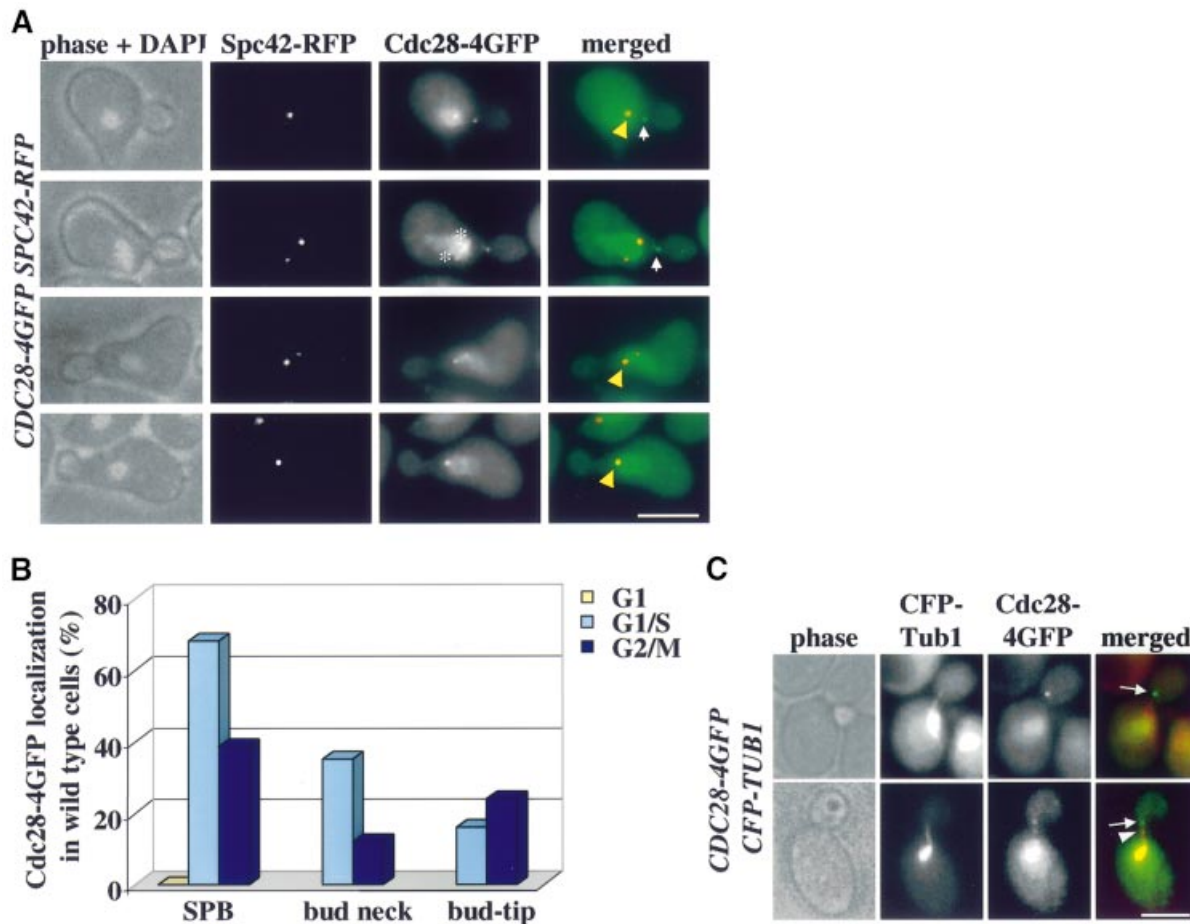 A
phase + DAPI Spc42-RFP Cdc28-4GFP merged
CDC28-4GFP SPC42-RFP
* *
B
Cdc28-4GFP localization
in wild type cells (%)
80
60
40
20
0
SPB bud neck bud-tip
G1
G1/S
G2/M
C
phase CFP-Tub1 Cdc28-4GFP merged
CDC28-4GFP
CFP-TUB1